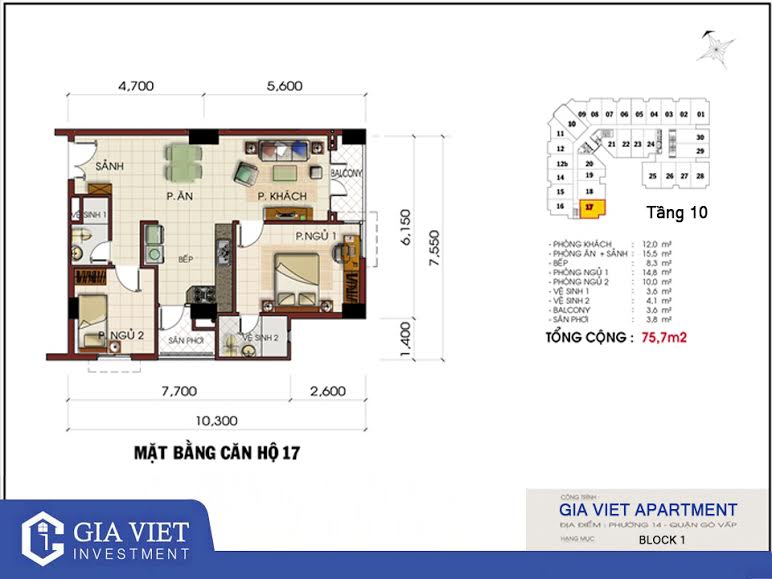 4,700
5,600
SẢNH
P. ĂN
P. KHÁCH
BALCONY
VỆ SINH 1
P.NGỦ 1
BẾP
P.NGỦ 2
SÂN PHƠI
VỆ SINH 2
6,150
7,550
1,400
7,700
2,600
10,300
MẶT BẰNG CĂN HỘ 17
09 08 07 06 05 04 03 02 01
10
11
12
12b
14
15
16
20
19
18
17
21 22 23 24
30
29
25 26 27 28
Tầng 10
- PHÒNG KHÁCH : 12,0 m²
- PHÒNG ĂN + SẢNH : 15,5 m²
- BẾP : 8,3 m²
- PHÒNG NGỦ 1 : 14,8 m²
- PHÒNG NGỦ 2 : 10,0 m²
- VỆ SINH 1 : 3,6 m²
- VỆ SINH 2 : 4,1 m²
- BALCONY : 3,6 m²
- SÂN PHƠI : 3,8 m²
TỔNG CỘNG : 75,7m2
CÔNG TRÌNH :
GIA VIET APARTMENT
ĐỊA ĐIỂM : PHƯỜNG 14 - QUẬN GÒ VẤP
HẠNG MỤC
BLOCK 1
GIA VIET
INVESTMENT